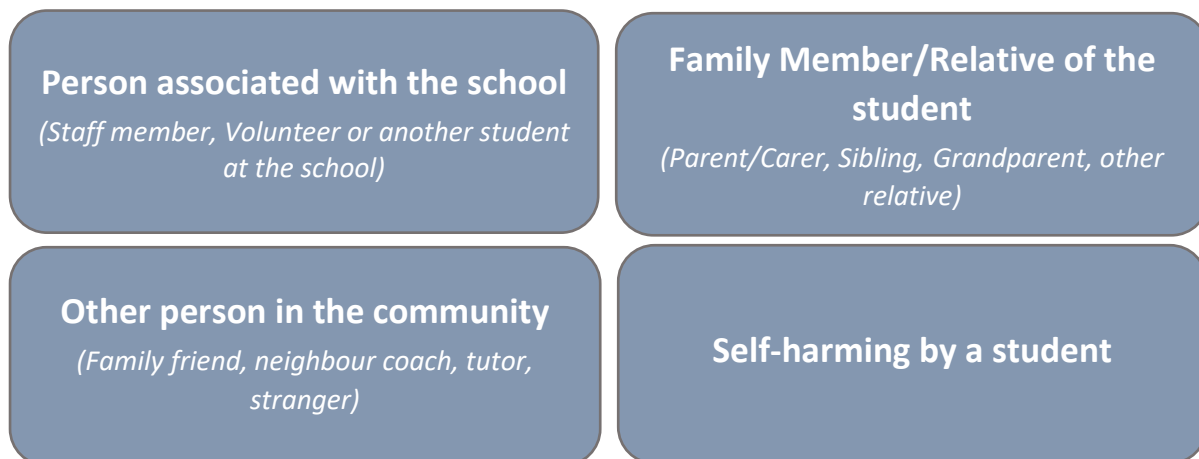 Person associated with the school
(Staff member, Volunteer or another student
at the school)
Family Member/Relative of the
student
(Parent/Carer, Sibling, Grandparent, other
relative)
Other person in the community
(Family friend, neighbour coach, tutor,
stranger)
Self-harming by a student